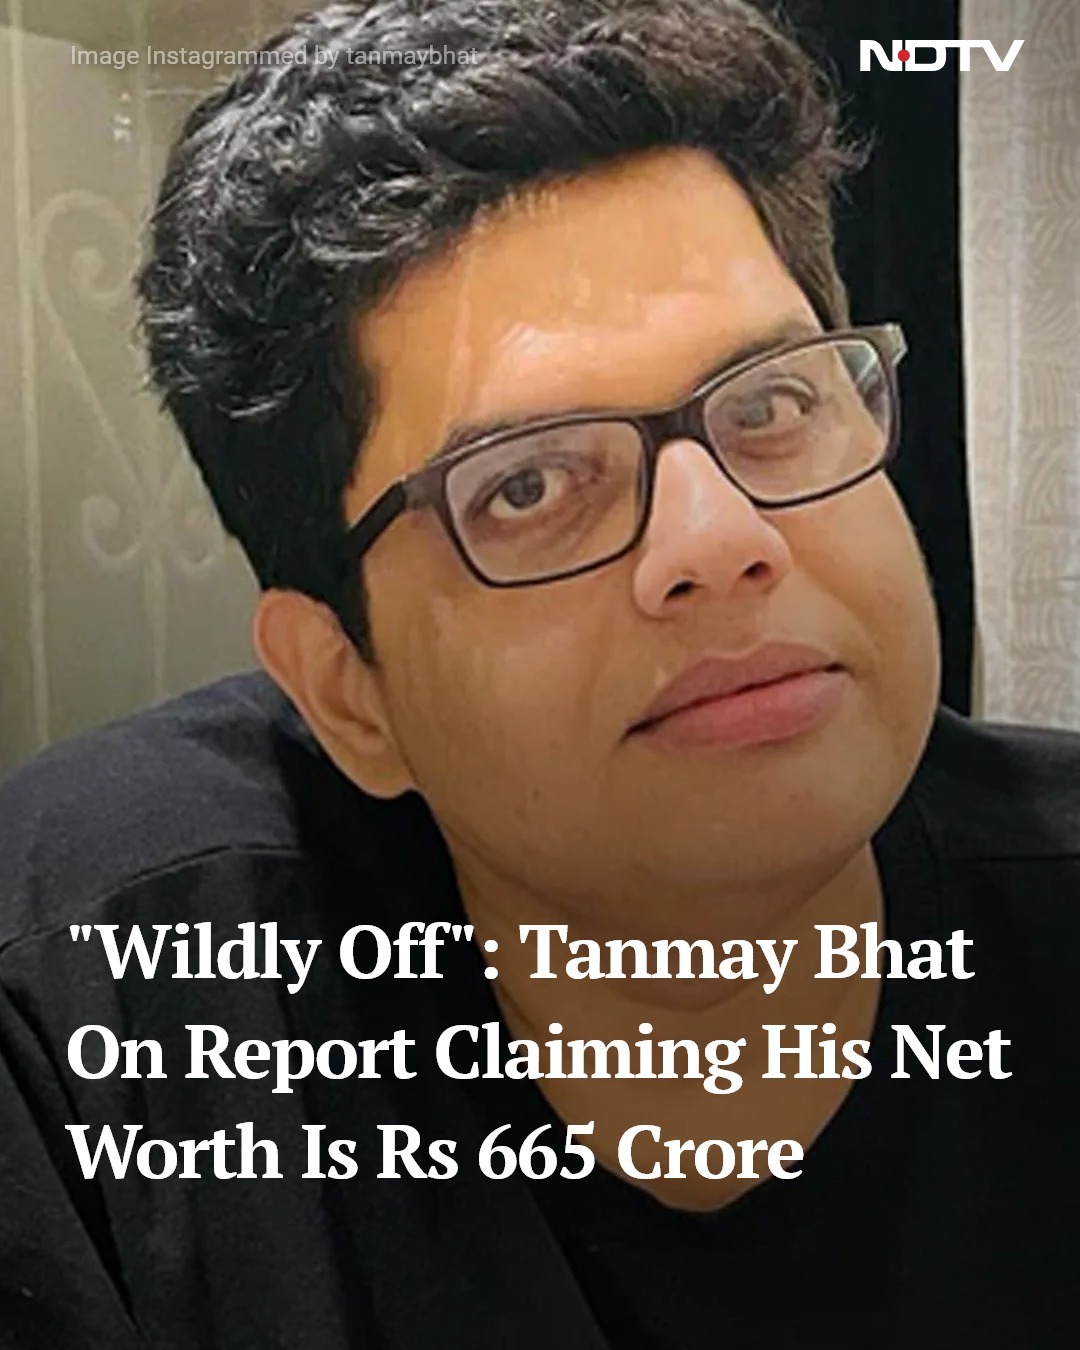 Image Instagrammed by tanmaybhat
NDTV
"Wildly Off": Tanmay Bhat
On Report Claiming His Net
Worth Is Rs 665 Crore